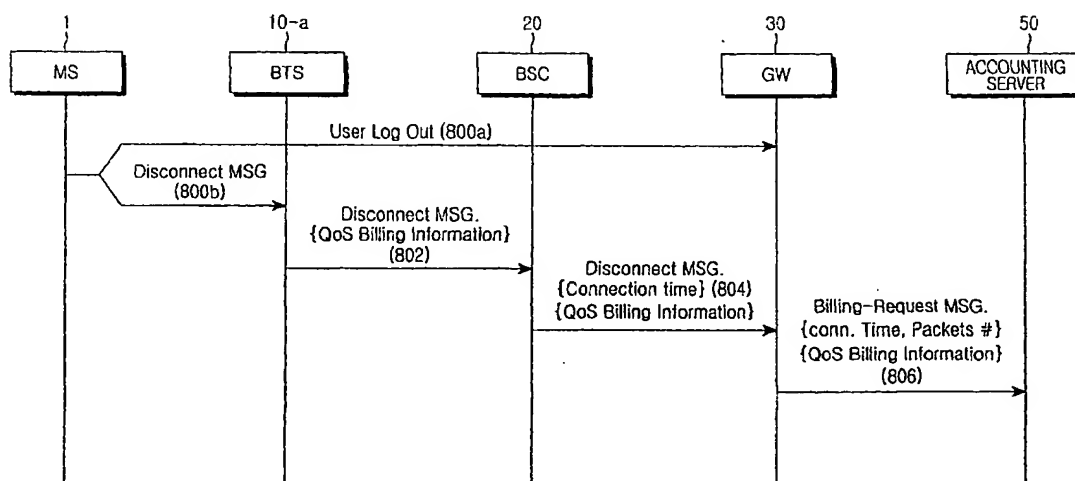 1
10-a
20
30
50
MS
BTS
BSC
GW
ACCOUNTING
SERVER
User Log Out (800a)
Disconnect MSG
(800b)
Disconnect MSG.
{QoS Billing Information}
(802)
Disconnect MSG.
{Connection time} (804)
{QoS Billing Information}
Billing-Request MSG.
{conn. Time, Packets #}
{QoS Billing Information}
(806)